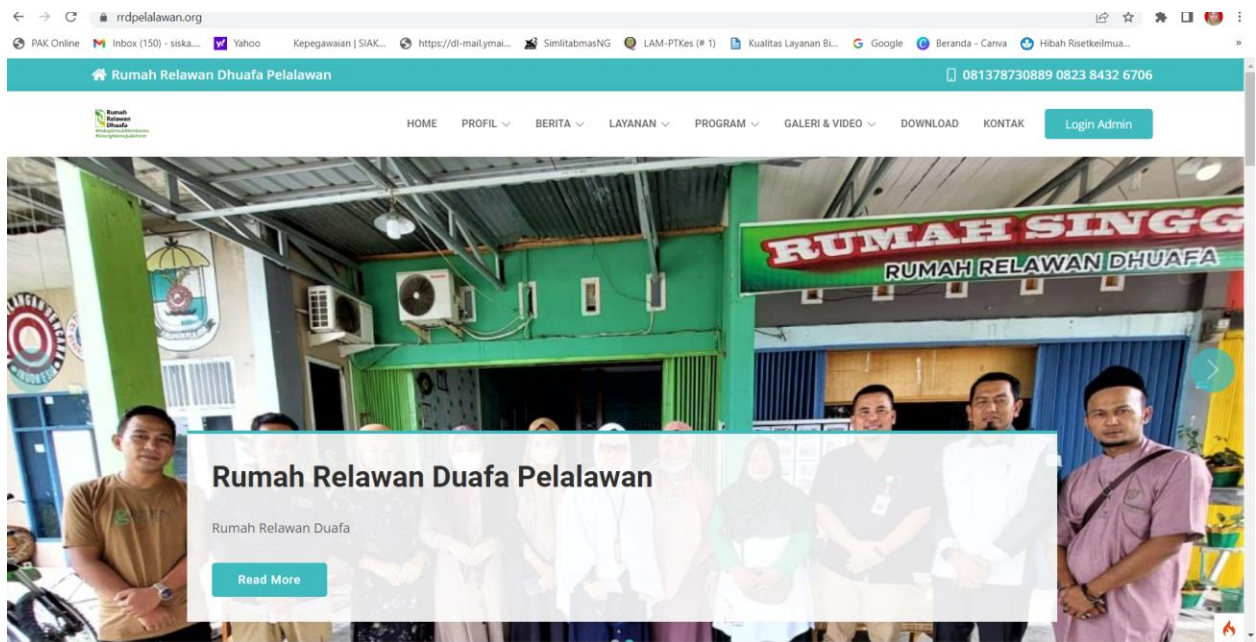 rrdpelalawan.org
PAK Online
Inbox (150) - siska....
Yahoo
Kepegawaian | SIAK...
https://dl-mail.ymai...
SimlitabmasNG
LAM-PTKes (# 1)
Kualitas Layanan Bi...
Google
Beranda - Canva
Hibah Risetkeilmua...
»
Rumah Relawan Dhuafa Pelalawan
081378730889 0823 8432 6706
Rumah
Relawan
Dhuafa
HOME
PROFIL
BERITA
LAYANAN
PROGRAM
GALERI & VIDEO
DOWNLOAD
KONTAK
Login Admin
RUMAH SINGG
RUMAH RELAWAN DHUAFA
INDONESIA
Rumah Relawan Duafa Pelalawan
Rumah Relawan Duafa
Read More